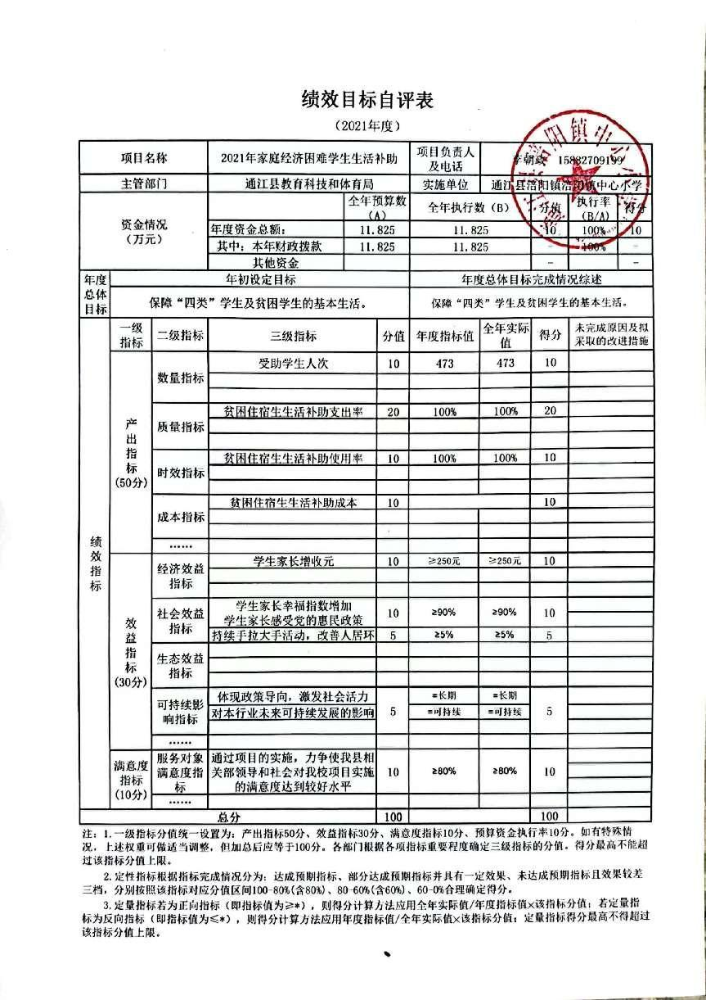 绩效目标自评表
（2021年度）
项目名称 2021年家庭经济困难学生生活补助 项目负责人及电话 李朝政 15882709199
主管部门 通江县教育科技和体育局 实施单位 通江县涪阳镇涪阳镇中心小学
资金情况（万元） 全年预算数（A） 全年执行数（B） 分值 执行率（B/A) 得分
年度资金总额： 11.825 11.825 10 100% 10
其中：本年财政拨款 11.825 11.825 - 100% -
其他资金 - -
年度总体目标 年初设定目标 年度总体目标完成情况综述
保障“四类”学生及贫困学生的基本生活。 保障“四类”学生及贫困学生的基本生活。
绩效指标 一级指标 二级指标 三级指标 分值 年度指标值 全年实际值 得分 未完成原因及拟采取的改进措施
产出指标(50分) 数量指标 受助学生人次 10 473 473 10
质量指标 贫困住宿生生活补助支出率 20 100% 100% 20
时效指标 贫困住宿生生活补助使用率 10 100% 100% 10
成本指标 贫困住宿生生活补助成本 10 10
……
效益指标(30分) 经济效益指标 学生家长增收元 10 ≥250元 ≥250元 10
社会效益指标 学生家长幸福指数增加
学生家长感受党的惠民政策 10 ≥90% ≥90% 10
持续手拉大手活动，改善人居环 5 ≥5% ≥5% 5
生态效益指标
可持续影响指标 体现政策导向，激发社会活力 =长期 =长期
对本行业未来可持续发展的影响 5 =可持续 =可持续 5
……
满意度指标(10分) 服务对象满意度指标 通过项目的实施，力争使我县相关部领导和社会对我校项目实施的满意度达到较好水平 10 ≥80% ≥80% 10
……
总分 100 100
注：1.一级指标分值统一设置为：产出指标50分、效益指标30分、满意度指标10分、预算资金执行率10分。如有特殊情
况，上述权重可做适当调整，但加总后应等于100分。各部门根据各项指标重要程度确定三级指标的分值。得分最高不能超
过该指标分值上限。
2.定性指标根据指标完成情况分为：达成预期指标、部分达成预期指标并具有一定效果、未达成预期指标且效果较差
三档，分别按照该指标对应分值区间100-80%(含80%)、80-60%(含60%)、60-0%合理确定得分。
3.定量指标若为正向指标（即指标值为≥*），则得分计算方法应用全年实际值/年度指标值×该指标分值；若定量指
标为反向指标（即指标值为≤*），则得分计算方法应用年度指标值/全年实际值×该指标分值；定量指标得分最高不得超过
该指标分值上限。